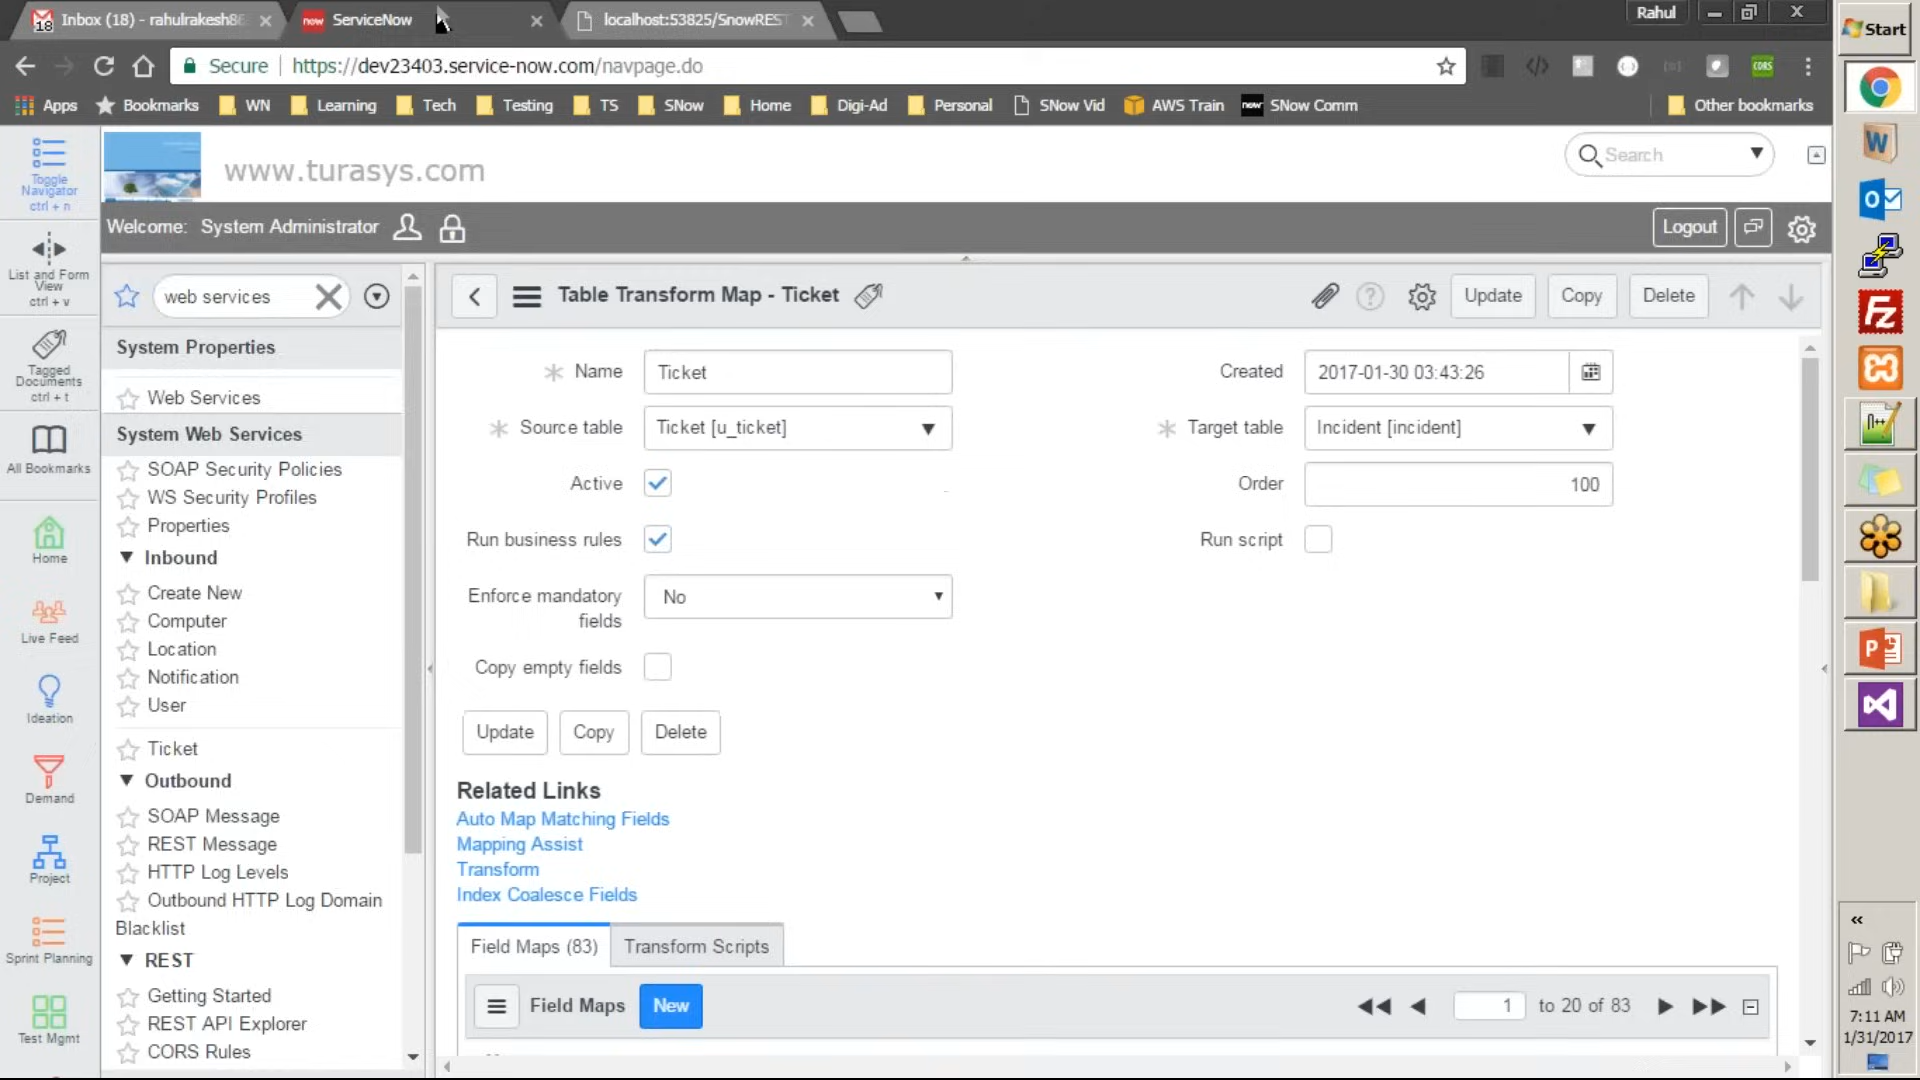 Inbox (18) - rahulrakesh86
ServiceNow
localhost:53825/SnowREST
Rahul
Start
Secure
https://dev23403.service-now.com/navpage.do
Apps
Bookmarks
WN
Learning
Tech
Testing
TS
SNow
Home
Digi-Ad
Personal
SNow Vid
AWS Train
now
SNow Comm
Other bookmarks
Toggle
Navigator
ctrl + n
www.turasys.com
Search
Welcome: System Administrator
Logout
List and Form
View
ctrl + v
web services
Table Transform Map - Ticket
Update
Copy
Delete
System Properties
Web Services
System Web Services
SOAP Security Policies
WS Security Profiles
Properties
Inbound
Create New
Computer
Location
Notification
User
Ticket
Outbound
SOAP Message
REST Message
HTTP Log Levels
Outbound HTTP Log Domain
Blacklist
REST
Getting Started
REST API Explorer
CORS Rules
Tagged
Documents
ctrl + t
All Bookmarks
Home
Live Feed
Ideation
Demand
Project
Sprint Planning
Test Mgmt
Name
Ticket
Created
2017-01-30 03:43:26
Source table
Ticket [u_ticket]
Target table
Incident [incident]
Active
Order
100
Run business rules
Run script
Enforce mandatory
fields
No
Copy empty fields
Update
Copy
Delete
Related Links
Auto Map Matching Fields
Mapping Assist
Transform
Index Coalesce Fields
Field Maps (83)
Transform Scripts
Field Maps
New
1
to 20 of 83
7:11 AM
1/31/2017